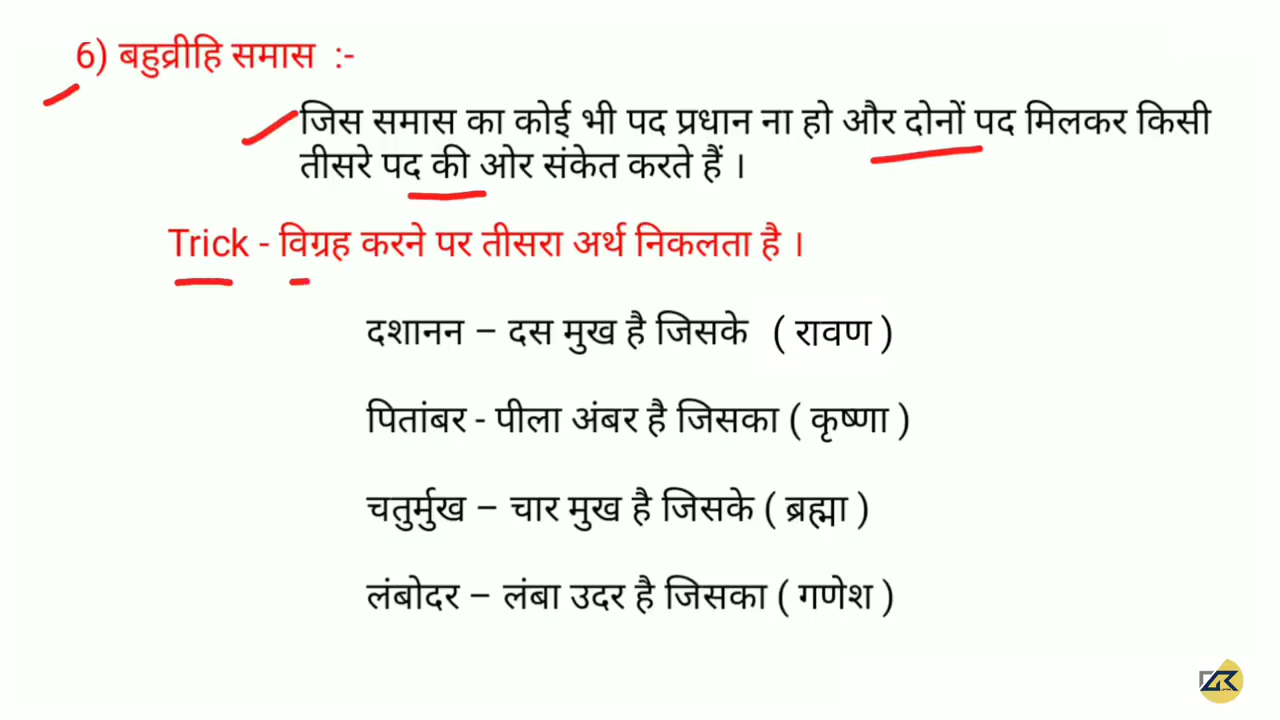 6) बहुव्रीहि समास :-
जिस समास का कोई भी पद प्रधान ना हो और दोनों पद मिलकर किसी
तीसरे पद की ओर संकेत करते हैं ।
Trick - विग्रह करने पर तीसरा अर्थ निकलता है ।
दशानन – दस मुख है जिसके ( रावण )
पितांबर - पीला अंबर है जिसका ( कृष्णा )
चतुर्मुख – चार मुख है जिसके ( ब्रह्मा )
लंबोदर – लंबा उदर है जिसका ( गणेश )